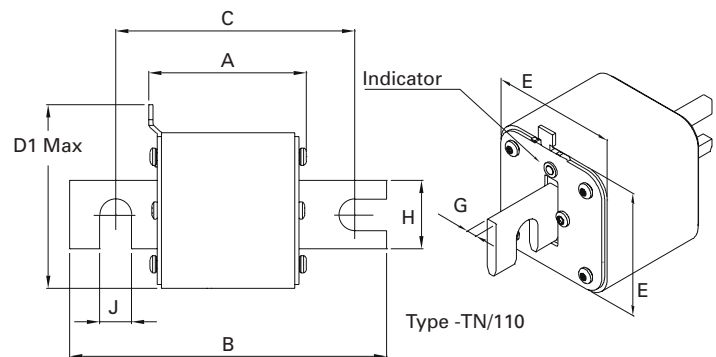 C
A
E
Indicator
D1 Max
G
H
J
E
Type -TN/110
B